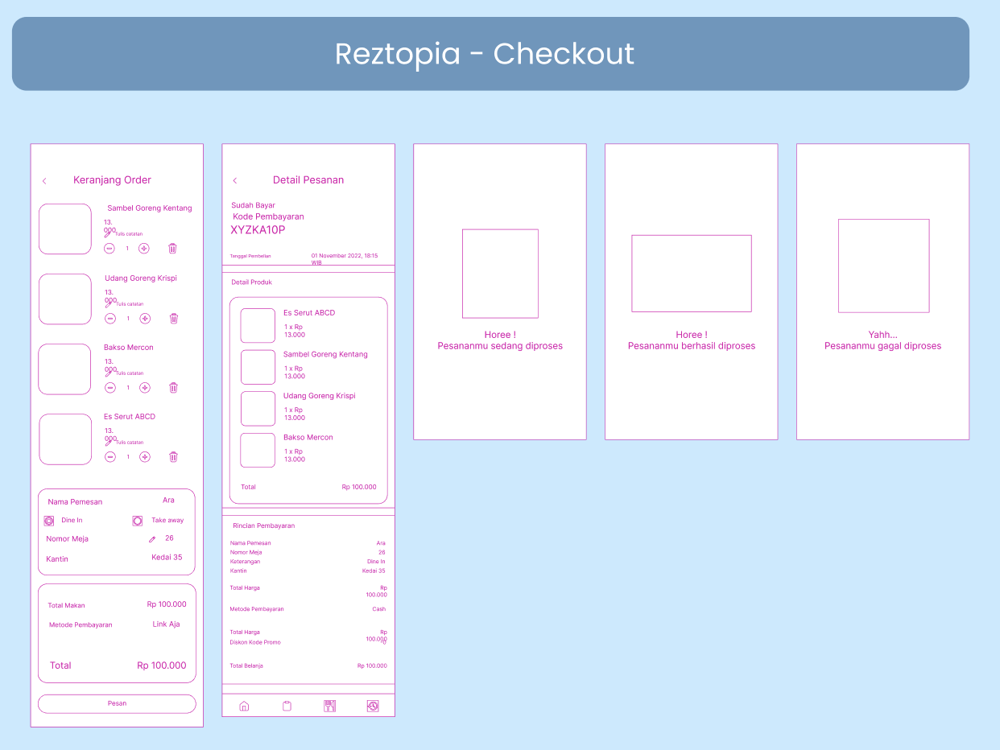 Reztopia - Checkout
Keranjang Order
Sambel Goreng Kentang
13.
000
Tulis catatan
1
Udang Goreng Krispi
13.
000
Tulis catatan
1
Bakso Mercon
13.
000
Tulis catatan
1
Es Serut ABCD
13.
000
Tulis catatan
1
Nama Pemesan Ara
Dine In Take away
Nomor Meja 26
Kantin Kedai 35
Total Makan Rp 100.000
Metode Pembayaran Link Aja
Total Rp 100.000
Pesan
Detail Pesanan
Sudah Bayar
Kode Pembayaran
XYZKA10P
Tanggal Pembelian 01 November 2022, 18:15
WIB
Detail Produk
Es Serut ABCD
1 x Rp
13.000
Sambel Goreng Kentang
1 x Rp
13.000
Udang Goreng Krispi
1 x Rp
13.000
Bakso Mercon
1 x Rp
13.000
Total Rp 100.000
Rincian Pembayaran
Nama Pemesan Ara
Nomor Meja 26
Keterangan Dine In
Kantin Kedai 35
Total Harga Rp
100.000
Metode Pembayaran Cash
Total Harga Rp
100.000
Diskon Kode Promo
Total Belanja Rp 100.000
Horee !
Pesananmu sedang diproses
Horee !
Pesananmu berhasil diproses
Yahh...
Pesananmu gagal diproses